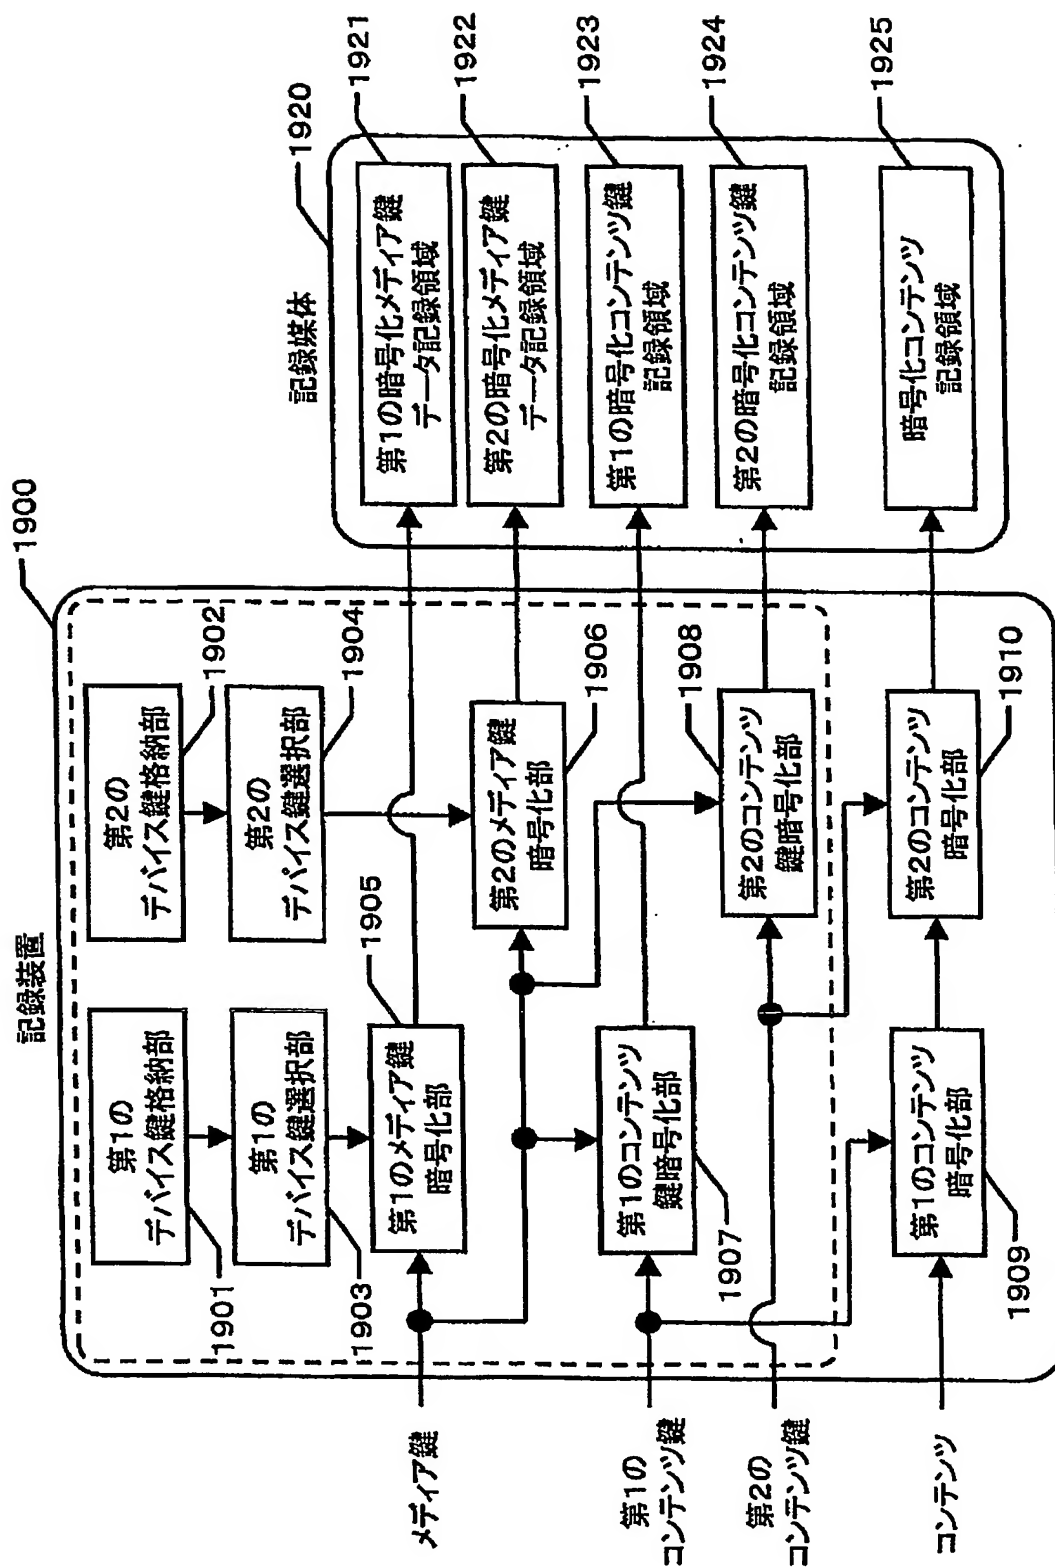 記録装置
1900
第1の
デバイス鍵格納部
1901
第2の
デバイス鍵格納部
1902
第1の
デバイス鍵選択部
1903
第2の
デバイス鍵選択部
1904
メディア鍵
第1のメディア鍵
暗号化部
1905
第2のメディア鍵
暗号化部
1906
第1の
コンテンツ鍵
第1のコンテンツ
鍵暗号化部
1907
第2の
コンテンツ鍵
第2のコンテンツ
鍵暗号化部
1908
コンテンツ
第1のコンテンツ
暗号化部
1909
第2のコンテンツ
暗号化部
1910
記録媒体
1920
第1の暗号化メディア鍵
データ記録領域
1921
第2の暗号化メディア鍵
データ記録領域
1922
第1の暗号化コンテンツ鍵
記録領域
1923
第2の暗号化コンテンツ鍵
記録領域
1924
暗号化コンテンツ
記録領域
1925